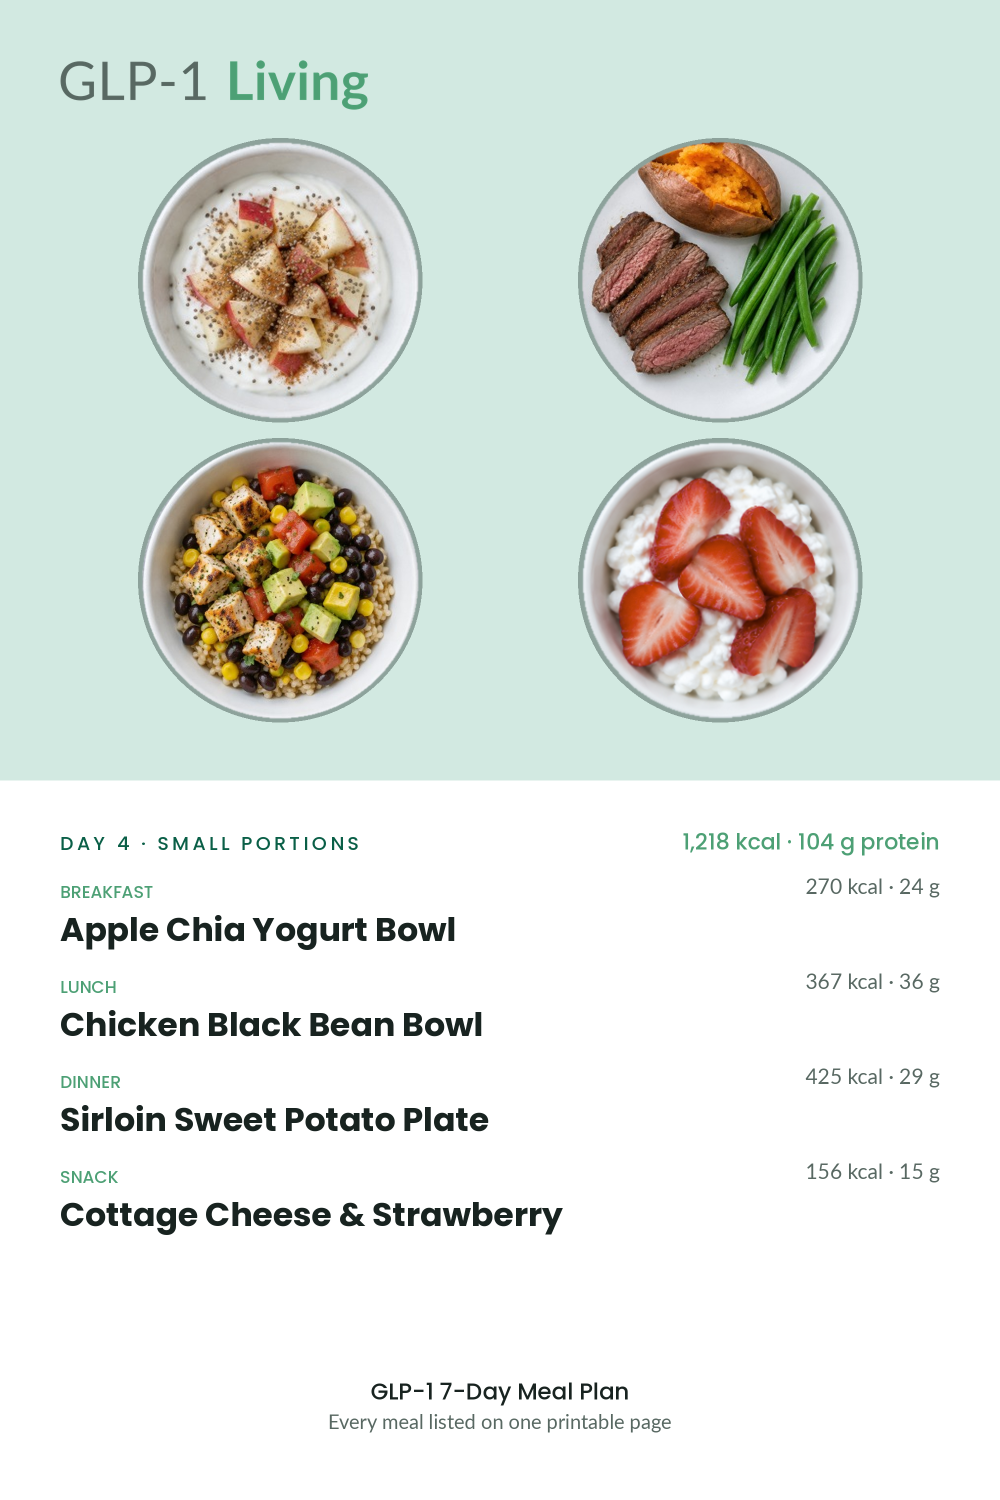 GLP-1 Living
DAY 4 · SMALL PORTIONS
1,218 kcal · 104 g protein
BREAKFAST
270 kcal · 24 g
Apple Chia Yogurt Bowl
LUNCH
367 kcal · 36 g
Chicken Black Bean Bowl
DINNER
425 kcal · 29 g
Sirloin Sweet Potato Plate
SNACK
156 kcal · 15 g
Cottage Cheese & Strawberry
GLP-1 7-Day Meal Plan
Every meal listed on one printable page